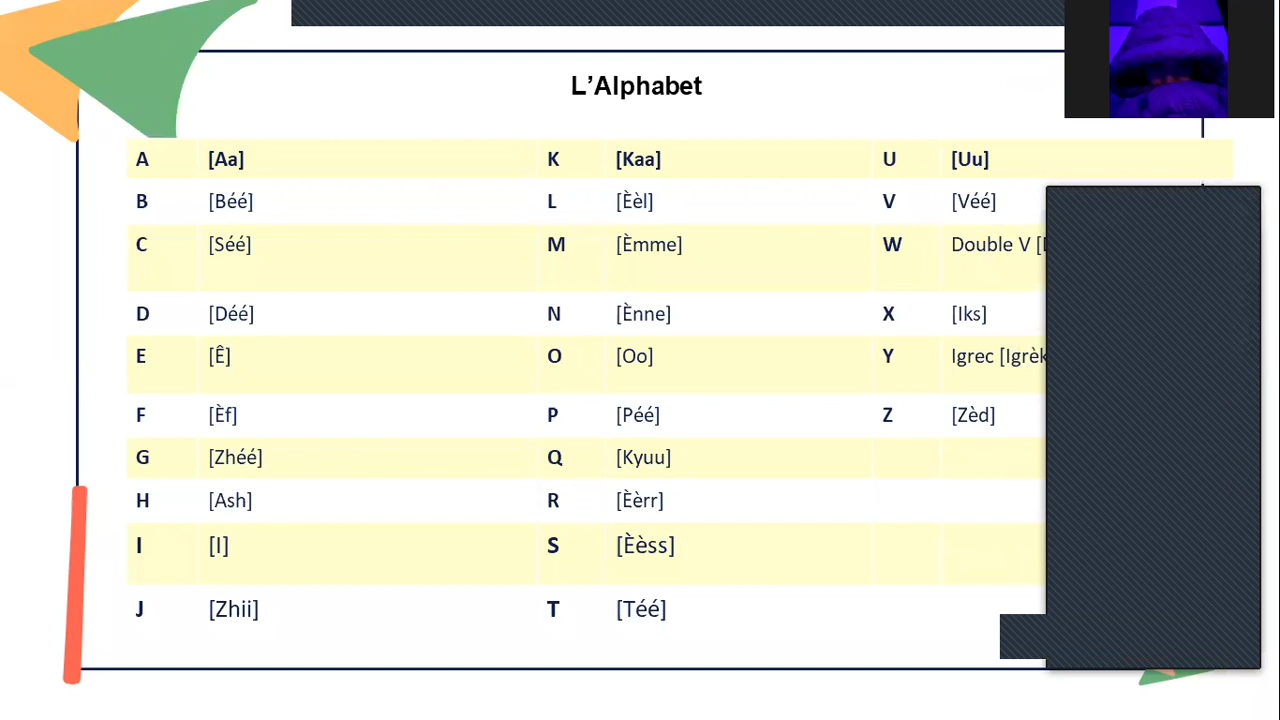 L’Alphabet
A [Aa] K [Kaa] U [Uu]
B [Béé] L [Èèl] V [Véé]
C [Séé] M [Èmme] W Double V
D [Déé] N [Ènne] X [Iks]
E [Ê] O [Oo] Y Igrec
F [Èf] P [Péé] Z [Zèd]
G [Zhéé] Q [Kyuu]
H [Ash] R [Èèrr]
I [I] S [Èèss]
J [Zhii] T [Téé]